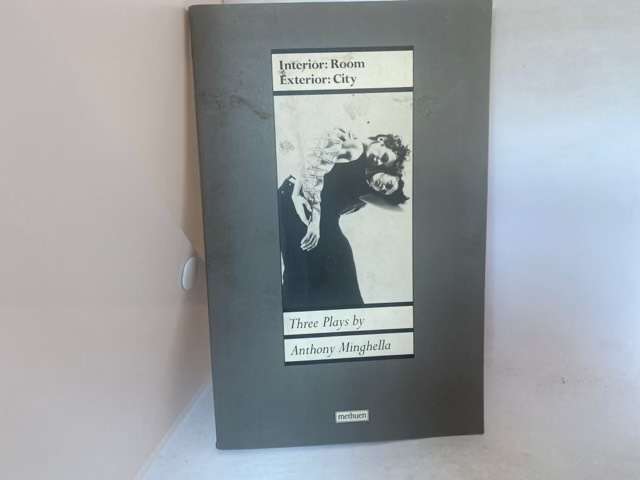 Interior: Room
Exterior: City
Three Plays by
Anthony Minghella
methuen